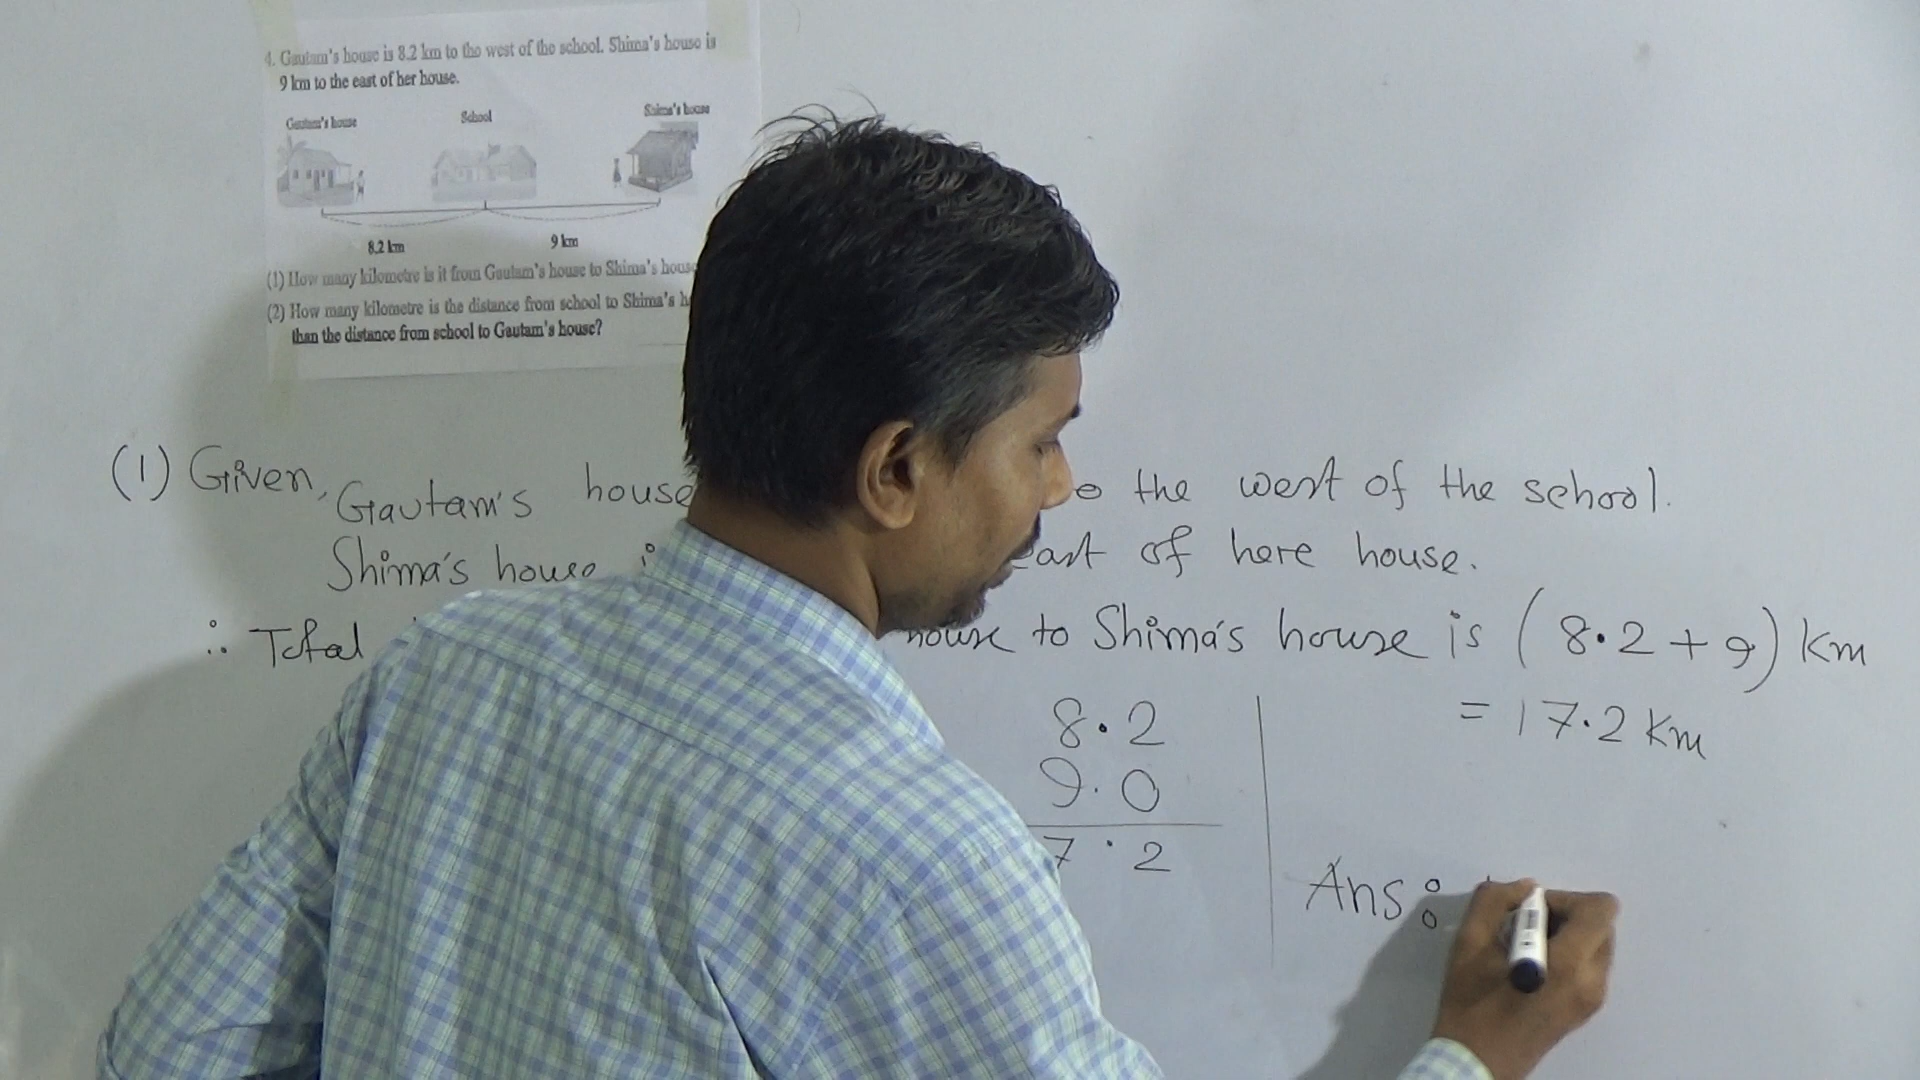 4. Gautam's house is 8.2 km to the west of the school. Shima's house is
9 km to the east of her house.
Gautam's house School Shima's house
8.2 km 9 km
(1) How many kilometre is it from Gautam's house to Shima's house
(2) How many kilometre is the distance from school to Shima's h
than the distance from school to Gautam's house?
(1) Given,
Gautam's house the west of the school.
Shima's house east of here house.
∴ Total house to Shima's house is (8.2 + 9) Km
= 17.2 Km
8.2
9.0
7.2
Ans: